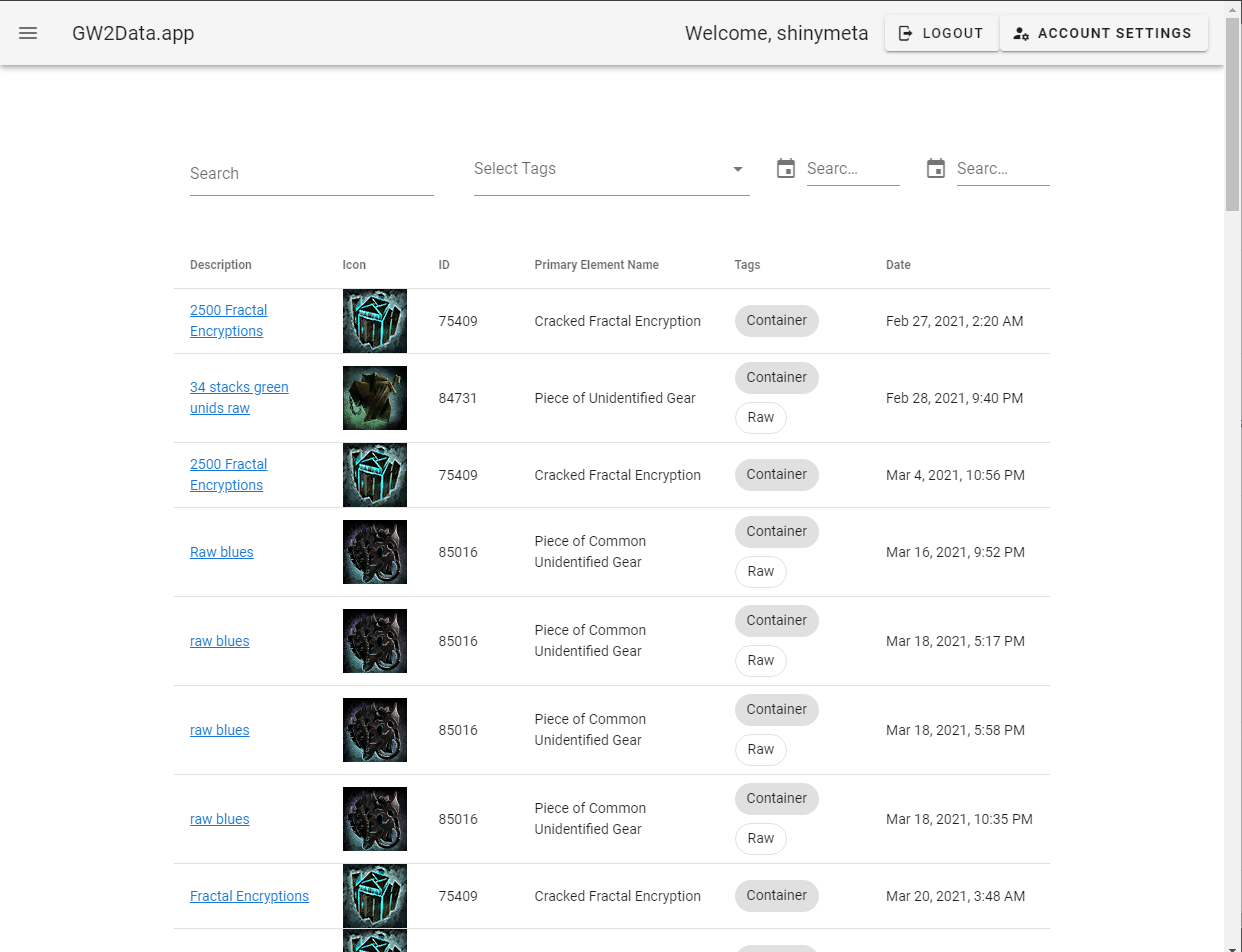 GW2Data.app
Welcome, shinymeta
LOGOUT
ACCOUNT SETTINGS
Search
Select Tags
Searc...
Searc...
Description Icon ID Primary Element Name Tags Date
2500 Fractal
Encryptions
75409
Cracked Fractal Encryption
Container
Feb 27, 2021, 2:20 AM
34 stacks green
unids raw
84731
Piece of Unidentified Gear
Container
Raw
Feb 28, 2021, 9:40 PM
2500 Fractal
Encryptions
75409
Cracked Fractal Encryption
Container
Mar 4, 2021, 10:56 PM
Raw blues
85016
Piece of Common
Unidentified Gear
Container
Raw
Mar 16, 2021, 9:52 PM
raw blues
85016
Piece of Common
Unidentified Gear
Container
Raw
Mar 18, 2021, 5:17 PM
raw blues
85016
Piece of Common
Unidentified Gear
Container
Raw
Mar 18, 2021, 5:58 PM
raw blues
85016
Piece of Common
Unidentified Gear
Container
Raw
Mar 18, 2021, 10:35 PM
Fractal Encryptions
75409
Cracked Fractal Encryption
Container
Mar 20, 2021, 3:48 AM